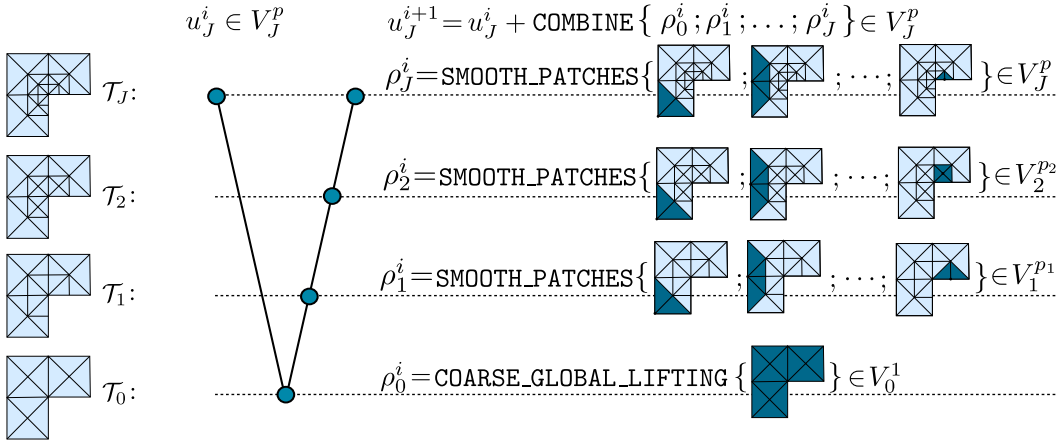 u_J^i ∈ V_J^p u_J^{i+1} = u_J^i + COMBINE{ ρ_0^i ; ρ_1^i ; … ; ρ_J^i } ∈ V_J^p
𝒯_J: ρ_J^i = SMOOTH_PATCHES{ ; ; ⋯ ; } ∈ V_J^p
𝒯_2: ρ_2^i = SMOOTH_PATCHES{ ; ; ⋯ ; } ∈ V_2^{p_2}
𝒯_1: ρ_1^i = SMOOTH_PATCHES{ ; ; ⋯ ; } ∈ V_1^{p_1}
𝒯_0: ρ_0^i = COARSE_GLOBAL_LIFTING { } ∈ V_0^1